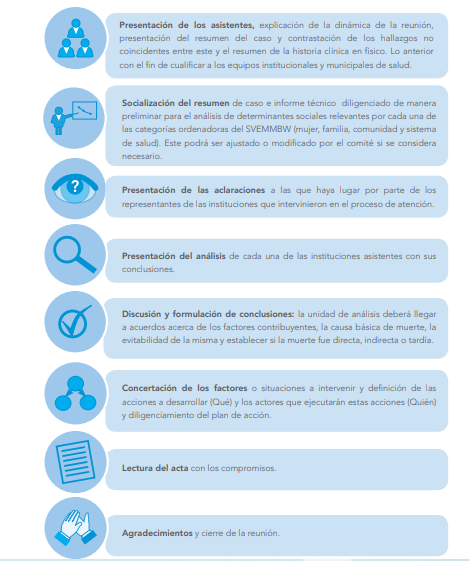 Presentación de los asistentes, explicación de la dinámica de la reunión,
presentación del resumen del caso y contrastación de los hallazgos no
coincidentes entre este y el resumen de la historia clínica en físico. Lo anterior
con el fin de cualificar a los equipos institucionales y municipales de salud.
Socialización del resumen de caso e informe técnico diligenciado de manera
preliminar para el análisis de determinantes sociales relevantes por cada una de
las categorías ordenadoras del SVEMMBW (mujer, familia, comunidad y sistema
de salud). Este podrá ser ajustado o modificado por el comité si se considera
necesario.
?
Presentación de las aclaraciones a las que haya lugar por parte de los
representantes de las instituciones que intervinieron en el proceso de atención.
Presentación del análisis de cada una de las instituciones asistentes con sus
conclusiones.
Discusión y formulación de conclusiones: la unidad de análisis deberá llegar
a acuerdos acerca de los factores contribuyentes, la causa básica de muerte, la
evitabilidad de la misma y establecer si la muerte fue directa, indirecta o tardía.
Concertación de los factores o situaciones a intervenir y definición de las
acciones a desarrollar (Qué) y los actores que ejecutarán estas acciones (Quién)
y diligenciamiento del plan de acción.
Lectura del acta con los compromisos.
Agradecimientos y cierre de la reunión.